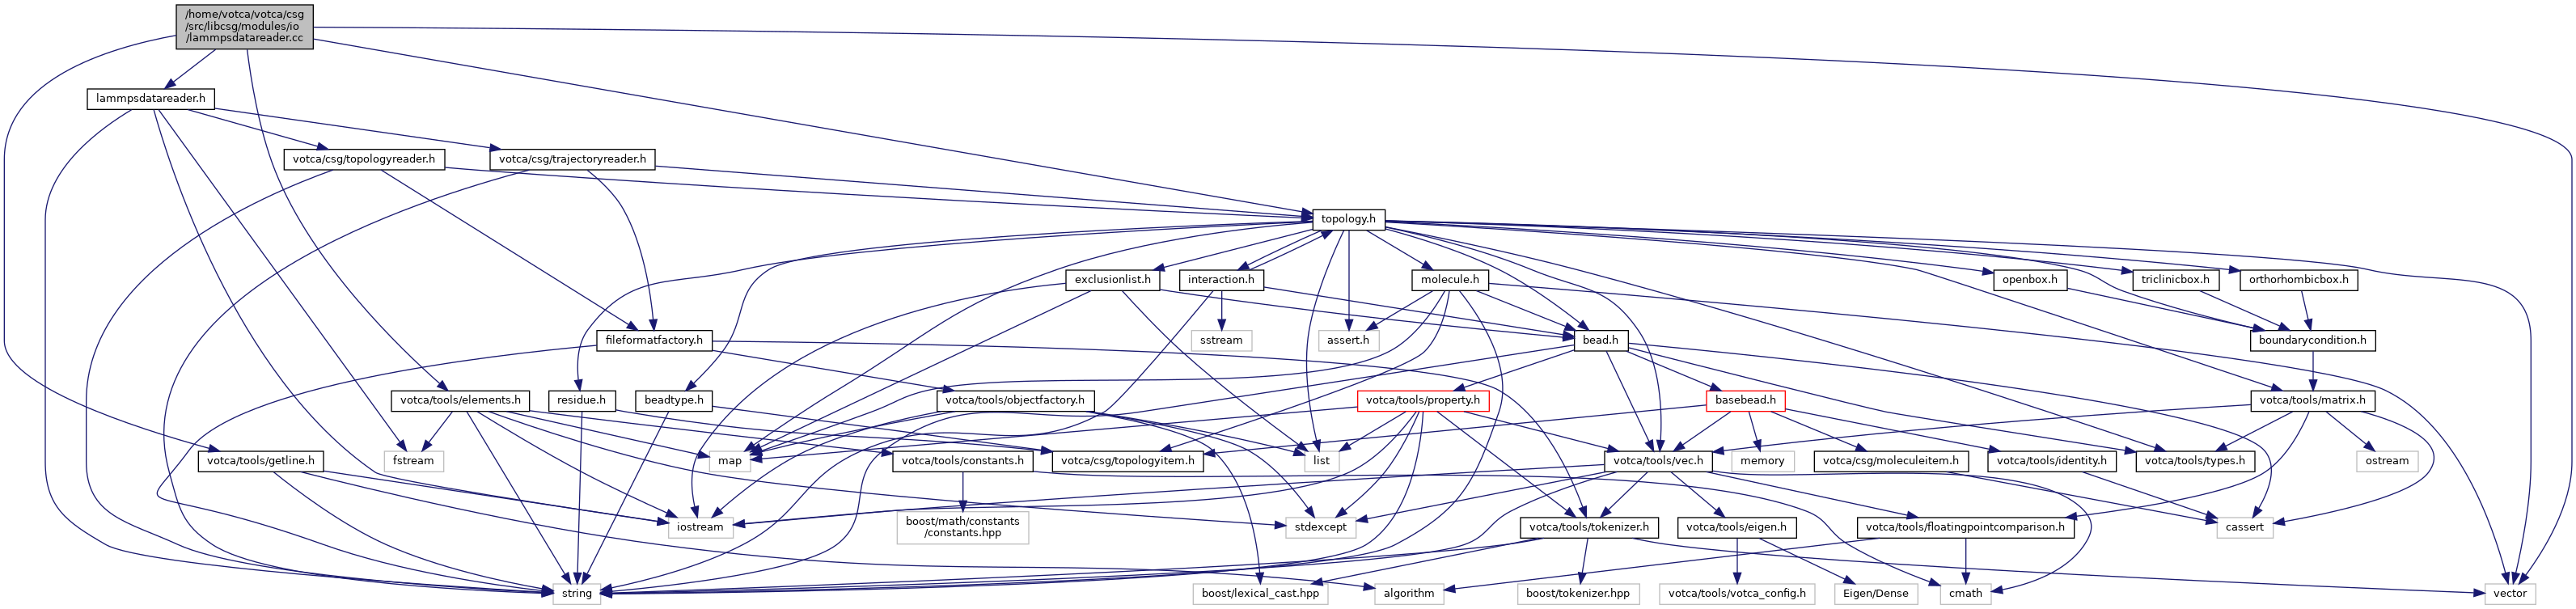 /home/votca/votca/csg
/src/libcsg/modules/io
/lammpsdatareader.cc
lammpsdatareader.h
votca/csg/topologyreader.h
votca/csg/trajectoryreader.h
topology.h
exclusionlist.h
interaction.h
molecule.h
openbox.h
triclinicbox.h
orthorhombicbox.h
fileformatfactory.h
sstream
assert.h
bead.h
boundarycondition.h
votca/tools/elements.h
residue.h
beadtype.h
votca/tools/objectfactory.h
votca/tools/property.h
basebead.h
votca/tools/matrix.h
votca/tools/getline.h
fstream
map
votca/tools/constants.h
votca/csg/topologyitem.h
list
votca/tools/vec.h
memory
votca/csg/moleculeitem.h
votca/tools/identity.h
votca/tools/types.h
ostream
iostream
boost/math/constants
/constants.hpp
stdexcept
votca/tools/tokenizer.h
votca/tools/eigen.h
votca/tools/floatingpointcomparison.h
cassert
string
boost/lexical_cast.hpp
algorithm
boost/tokenizer.hpp
votca/tools/votca_config.h
Eigen/Dense
cmath
vector